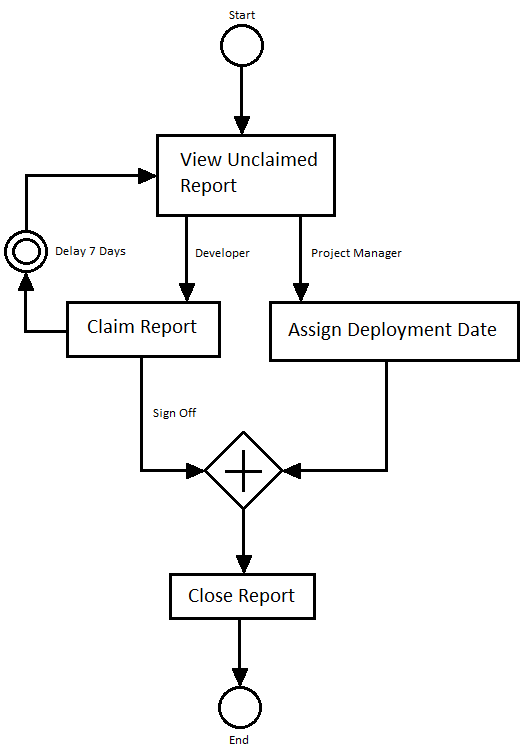 Start
View Unclaimed
Report
Delay 7 Days
Developer
Project Manager
Claim Report
Assign Deployment Date
Sign Off
Close Report
End